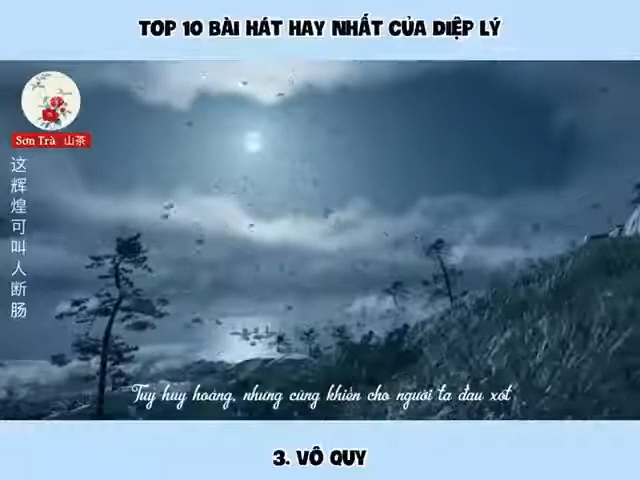 TOP 10 BÀI HÁT HAY NHẤT CỦA DIỆP LÝ
Sơn Trà 山茶
这辉煌可叫人断肠
Tuy huy hoàng, nhưng cũng khiến cho người ta đau xót
3. VÔ QUY